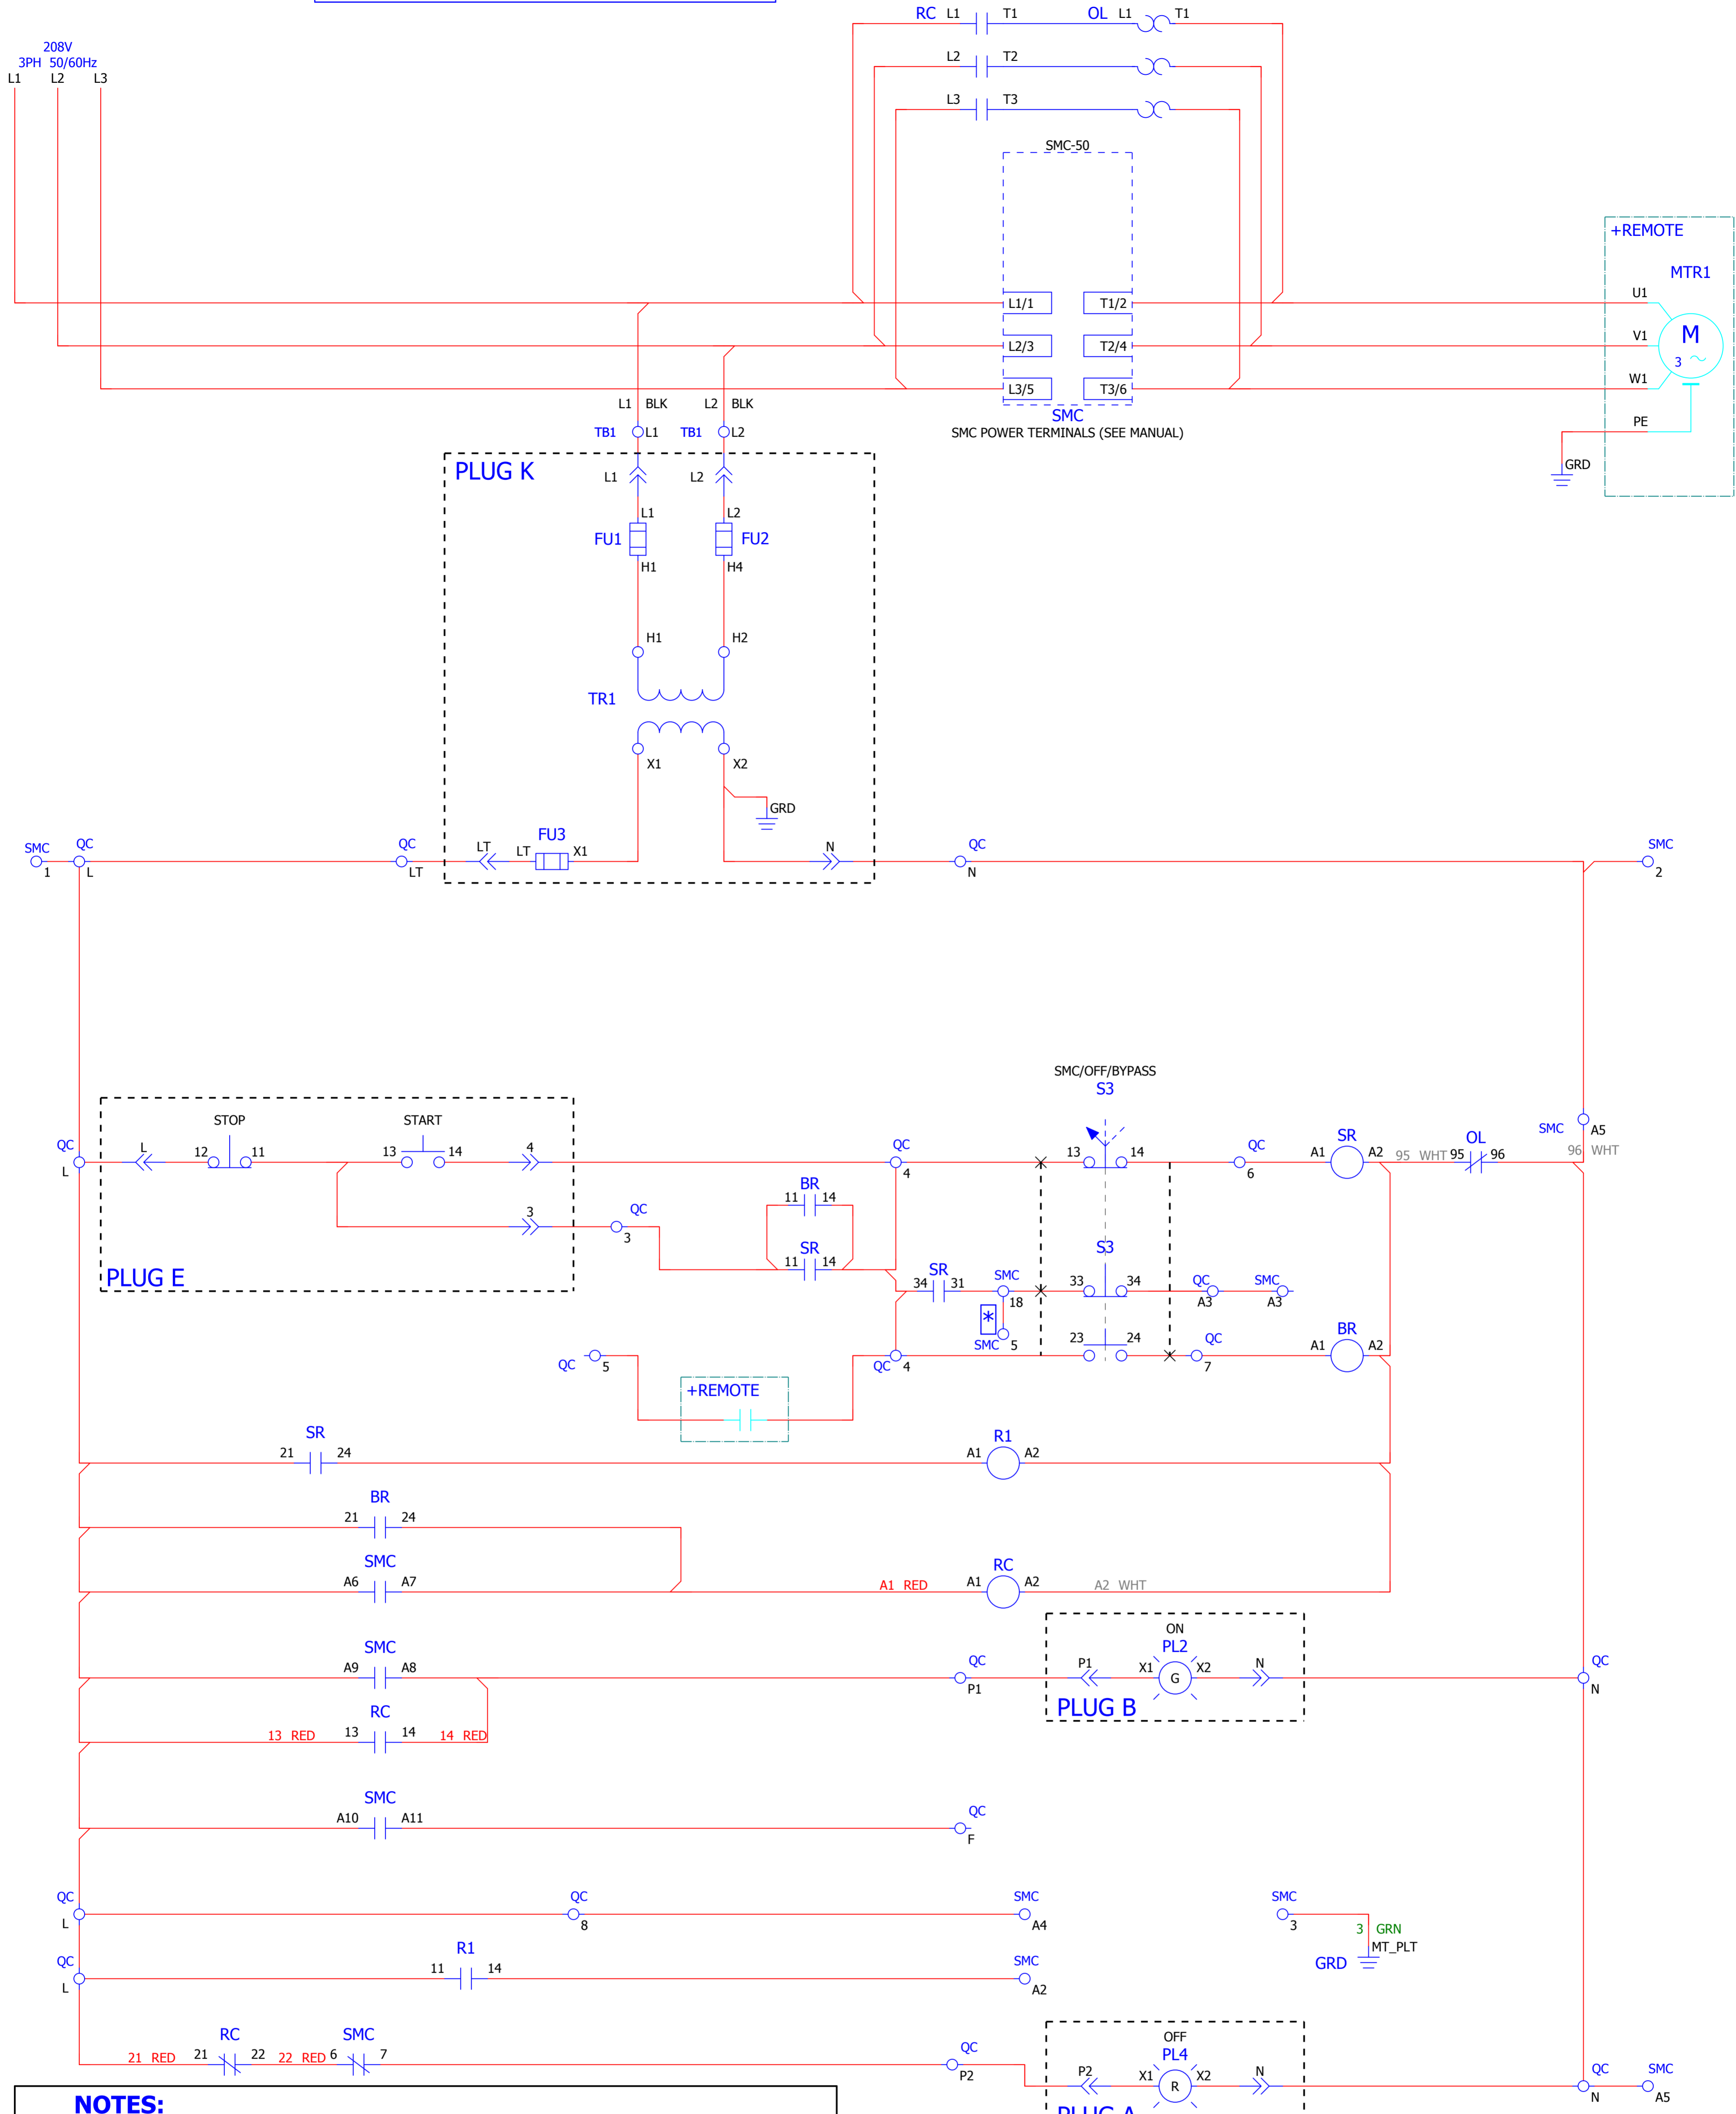 RC L1 T1 OL L1 T1
208V
3PH 50/60Hz
L1 L2 L3
L2 T2
L3 T3
SMC-50
+REMOTE
MTR1
L1/1 T1/2 U1
L2/3 T2/4 V1
M
3
L3/5 T3/6 W1
L1 BLK L2 BLK
SMC
PE
TB1 L1 TB1 L2
SMC POWER TERMINALS (SEE MANUAL)
PLUG K
L1 L2
GRD
L1 L2
FU1 FU2
H1 H4
H1 H2
TR1
X1 X2
GRD
SMC QC QC FU3 QC SMC
LT LT X1 N
1 L LT N 2
SMC/OFF/BYPASS
S3
STOP START
SMC A5
QC L 12 11 13 14 4 QC 13 14 QC SR OL
A1 A2 95 WHT 95 96 96 WHT
L 4 6
BR
11 14
3 QC
3
SR S3
11 14
PLUG E
SR SMC QC SMC
34 31 33 34
18 A3 A3
*
SMC 5
23 24 QC BR
A1 A2
QC 5 QC 4 7
+REMOTE
SR R1
21 24 A1 A2
BR
21 24
SMC RC
A6 A7 A1 RED A1 A2 A2 WHT
ON
SMC PL2
A9 A8 QC P1 X1 G X2 N QC
P1 N
RC PLUG B
13 RED 13 14 14 RED
SMC
A10 A11 QC
F
QC QC SMC SMC
L 8 A4 3
3 GRN
MT_PLT
GRD
QC R1 SMC
11 14
L A2
OFF
RC SMC PL4
21 RED 21 22 22 RED 6 7 QC
P2 P2 X1 R X2 N QC SMC
N A5
NOTES:
PLUG A